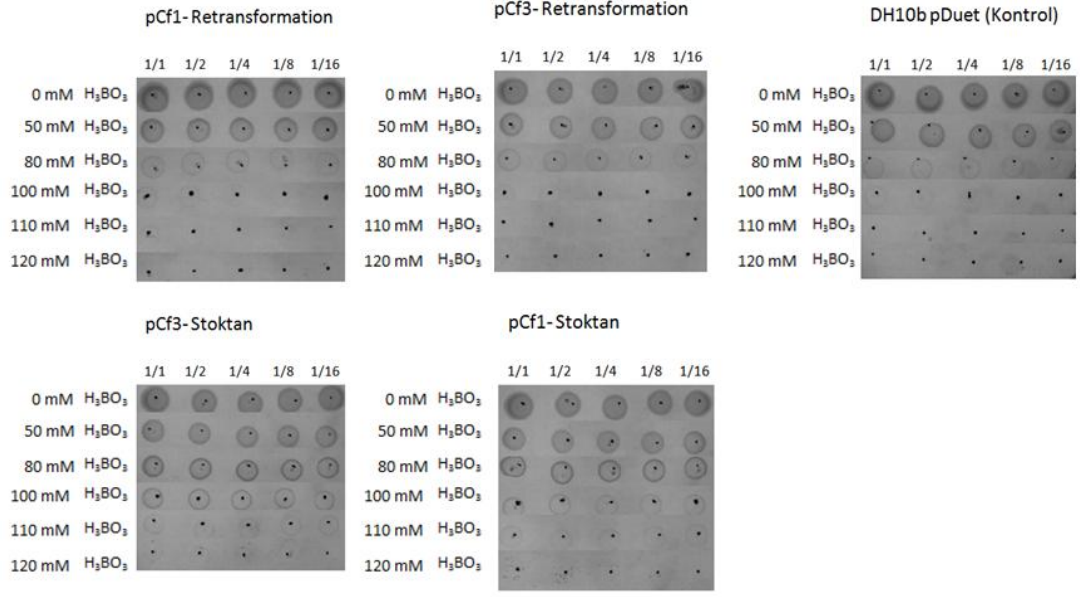 pCf1- Retransformation
1/1 1/2 1/4 1/8 1/16
0 mM H₃BO₃
50 mM H₃BO₃
80 mM H₃BO₃
100 mM H₃BO₃
110 mM H₃BO₃
120 mM H₃BO₃
pCf3- Retransformation
1/1 1/2 1/4 1/8 1/16
0 mM H₃BO₃
50 mM H₃BO₃
80 mM H₃BO₃
100 mM H₃BO₃
110 mM H₃BO₃
120 mM H₃BO₃
DH10b pDuet (Kontrol)
1/1 1/2 1/4 1/8 1/16
0 mM H₃BO₃
50 mM H₃BO₃
80 mM H₃BO₃
100 mM H₃BO₃
110 mM H₃BO₃
120 mM H₃BO₃
pCf3- Stoktan
1/1 1/2 1/4 1/8 1/16
0 mM H₃BO₃
50 mM H₃BO₃
80 mM H₃BO₃
100 mM H₃BO₃
110 mM H₃BO₃
120 mM H₃BO₃
pCf1- Stoktan
1/1 1/2 1/4 1/8 1/16
0 mM H₃BO₃
50 mM H₃BO₃
80 mM H₃BO₃
100 mM H₃BO₃
110 mM H₃BO₃
120 mM H₃BO₃